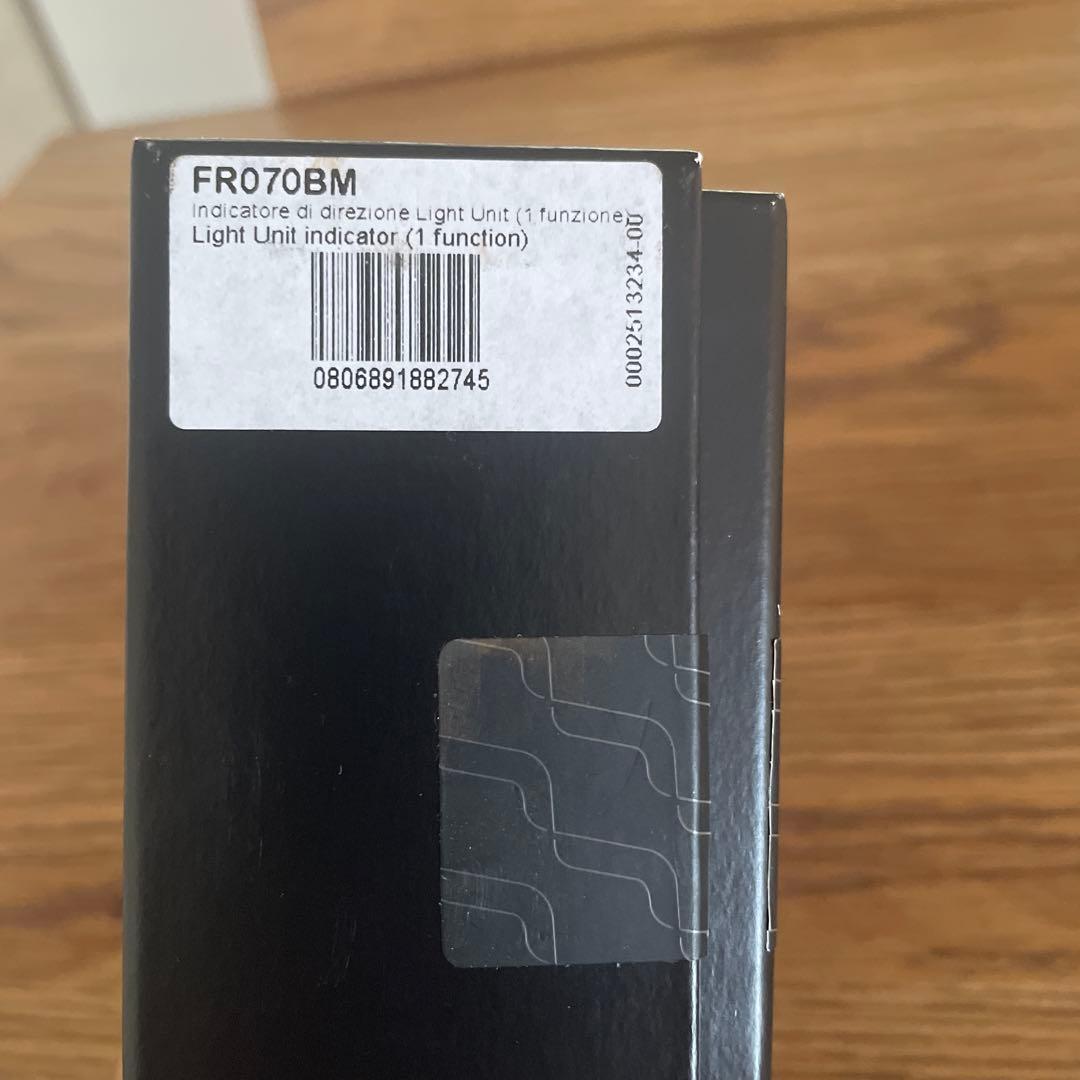 FR070BM
Indicatore di direzione Light Unit (1 funzione)
Light Unit indicator (1 function)
0806891882745
0002513234-00